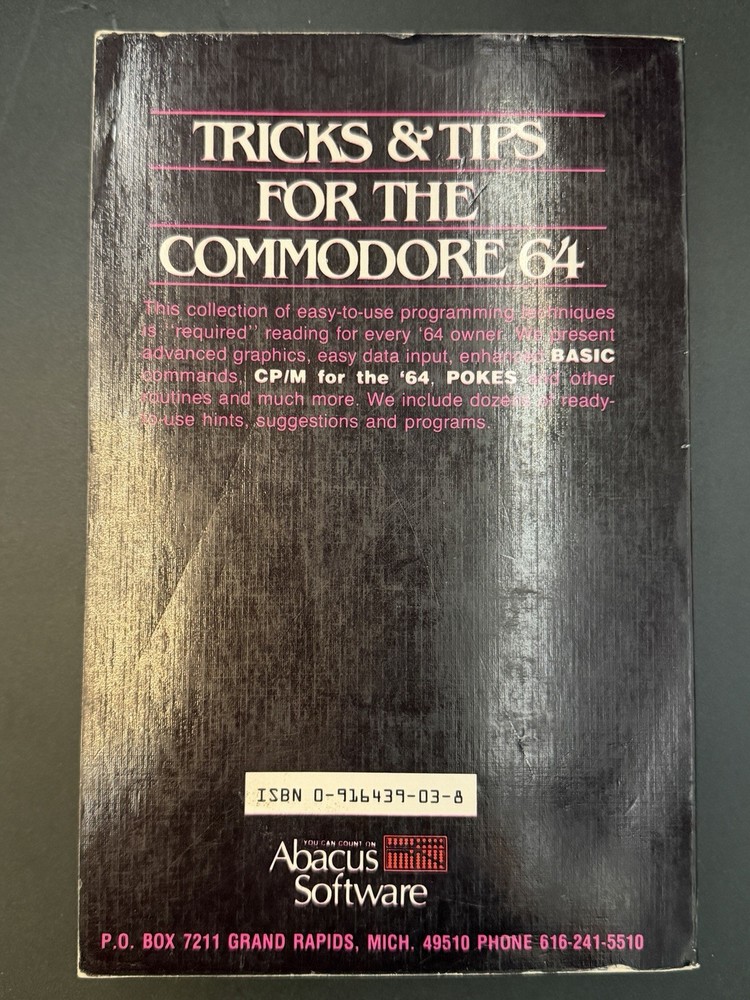 TRICKS & TIPS
FOR THE
COMMODORE 64
This collection of easy-to-use programming techniques
is "required" reading for every '64 owner. We present
advanced graphics, easy data input, enhanced BASIC
commands, CP/M for the '64, POKES and other
routines and much more. We include dozens of ready-
to-use hints, suggestions and programs.
ISBN 0-916439-03-8
YOU CAN COUNT ON
Abacus
Software
P.O. BOX 7211 GRAND RAPIDS, MICH. 49510 PHONE 616-241-5510